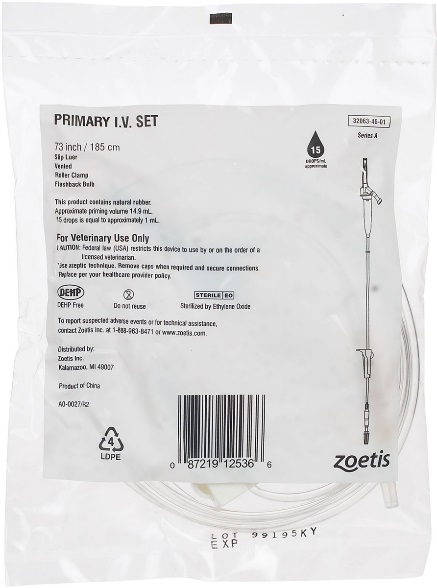 PRIMARY I.V. SET
32063-46-01
Series A
73 inch / 185 cm
Slip Luer
Vented
Roller Clamp
Flashback Bulb
15
DROPS/mL
approximate
This product contains natural rubber.
Approximate priming volume 14.9 mL.
15 drops is equal to approximately 1 mL.
For Veterinary Use Only
CAUTION: Federal law (USA) restricts this device to use by or on the order of a
licensed veterinarian.
Use aseptic technique. Remove caps when required and secure connections.
Replace per your healthcare provider policy.
DEHP
2
STERILE EO
DEHP Free
Do not reuse
Sterilized by Ethylene Oxide
To report suspected adverse events or for technical assistance,
contact Zoetis Inc. at 1-888-963-8471 or www.zoetis.com.
Distributed by:
Zoetis Inc.
Kalamazoo, MI 49007
Product of China
AO-0027/R2
4
LDPE
0 87219 12536 6
zoetis
LOT 99195KY
EXP